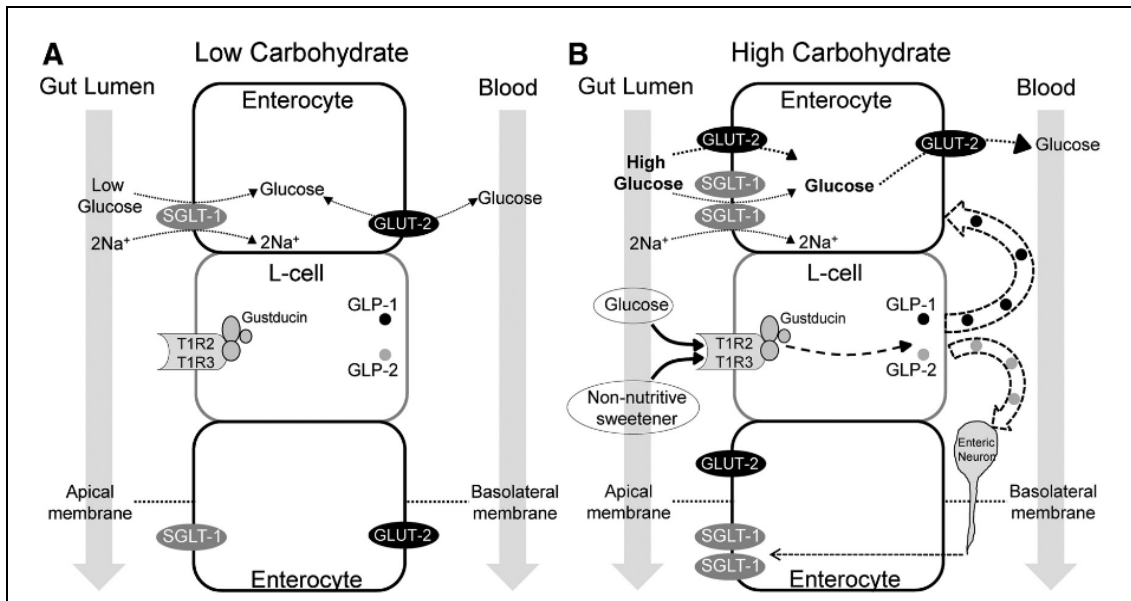 A
Low Carbohydrate
Gut Lumen
Enterocyte
Blood
Low
Glucose
Glucose
Glucose
SGLT-1
GLUT-2
2Na⁺
2Na⁺
L-cell
Gustducin
GLP-1
T1R2
T1R3
GLP-2
Apical
membrane
Basolateral
membrane
SGLT-1
GLUT-2
Enterocyte
B
High Carbohydrate
Gut Lumen
Enterocyte
Blood
GLUT-2
GLUT-2
Glucose
High
Glucose
SGLT-1
Glucose
SGLT-1
2Na⁺
2Na⁺
L-cell
Glucose
Gustducin
GLP-1
T1R2
T1R3
GLP-2
Non-nutritive
sweetener
Enteric
Neuron
GLUT-2
Apical
membrane
Basolateral
membrane
SGLT-1
SGLT-1
Enterocyte